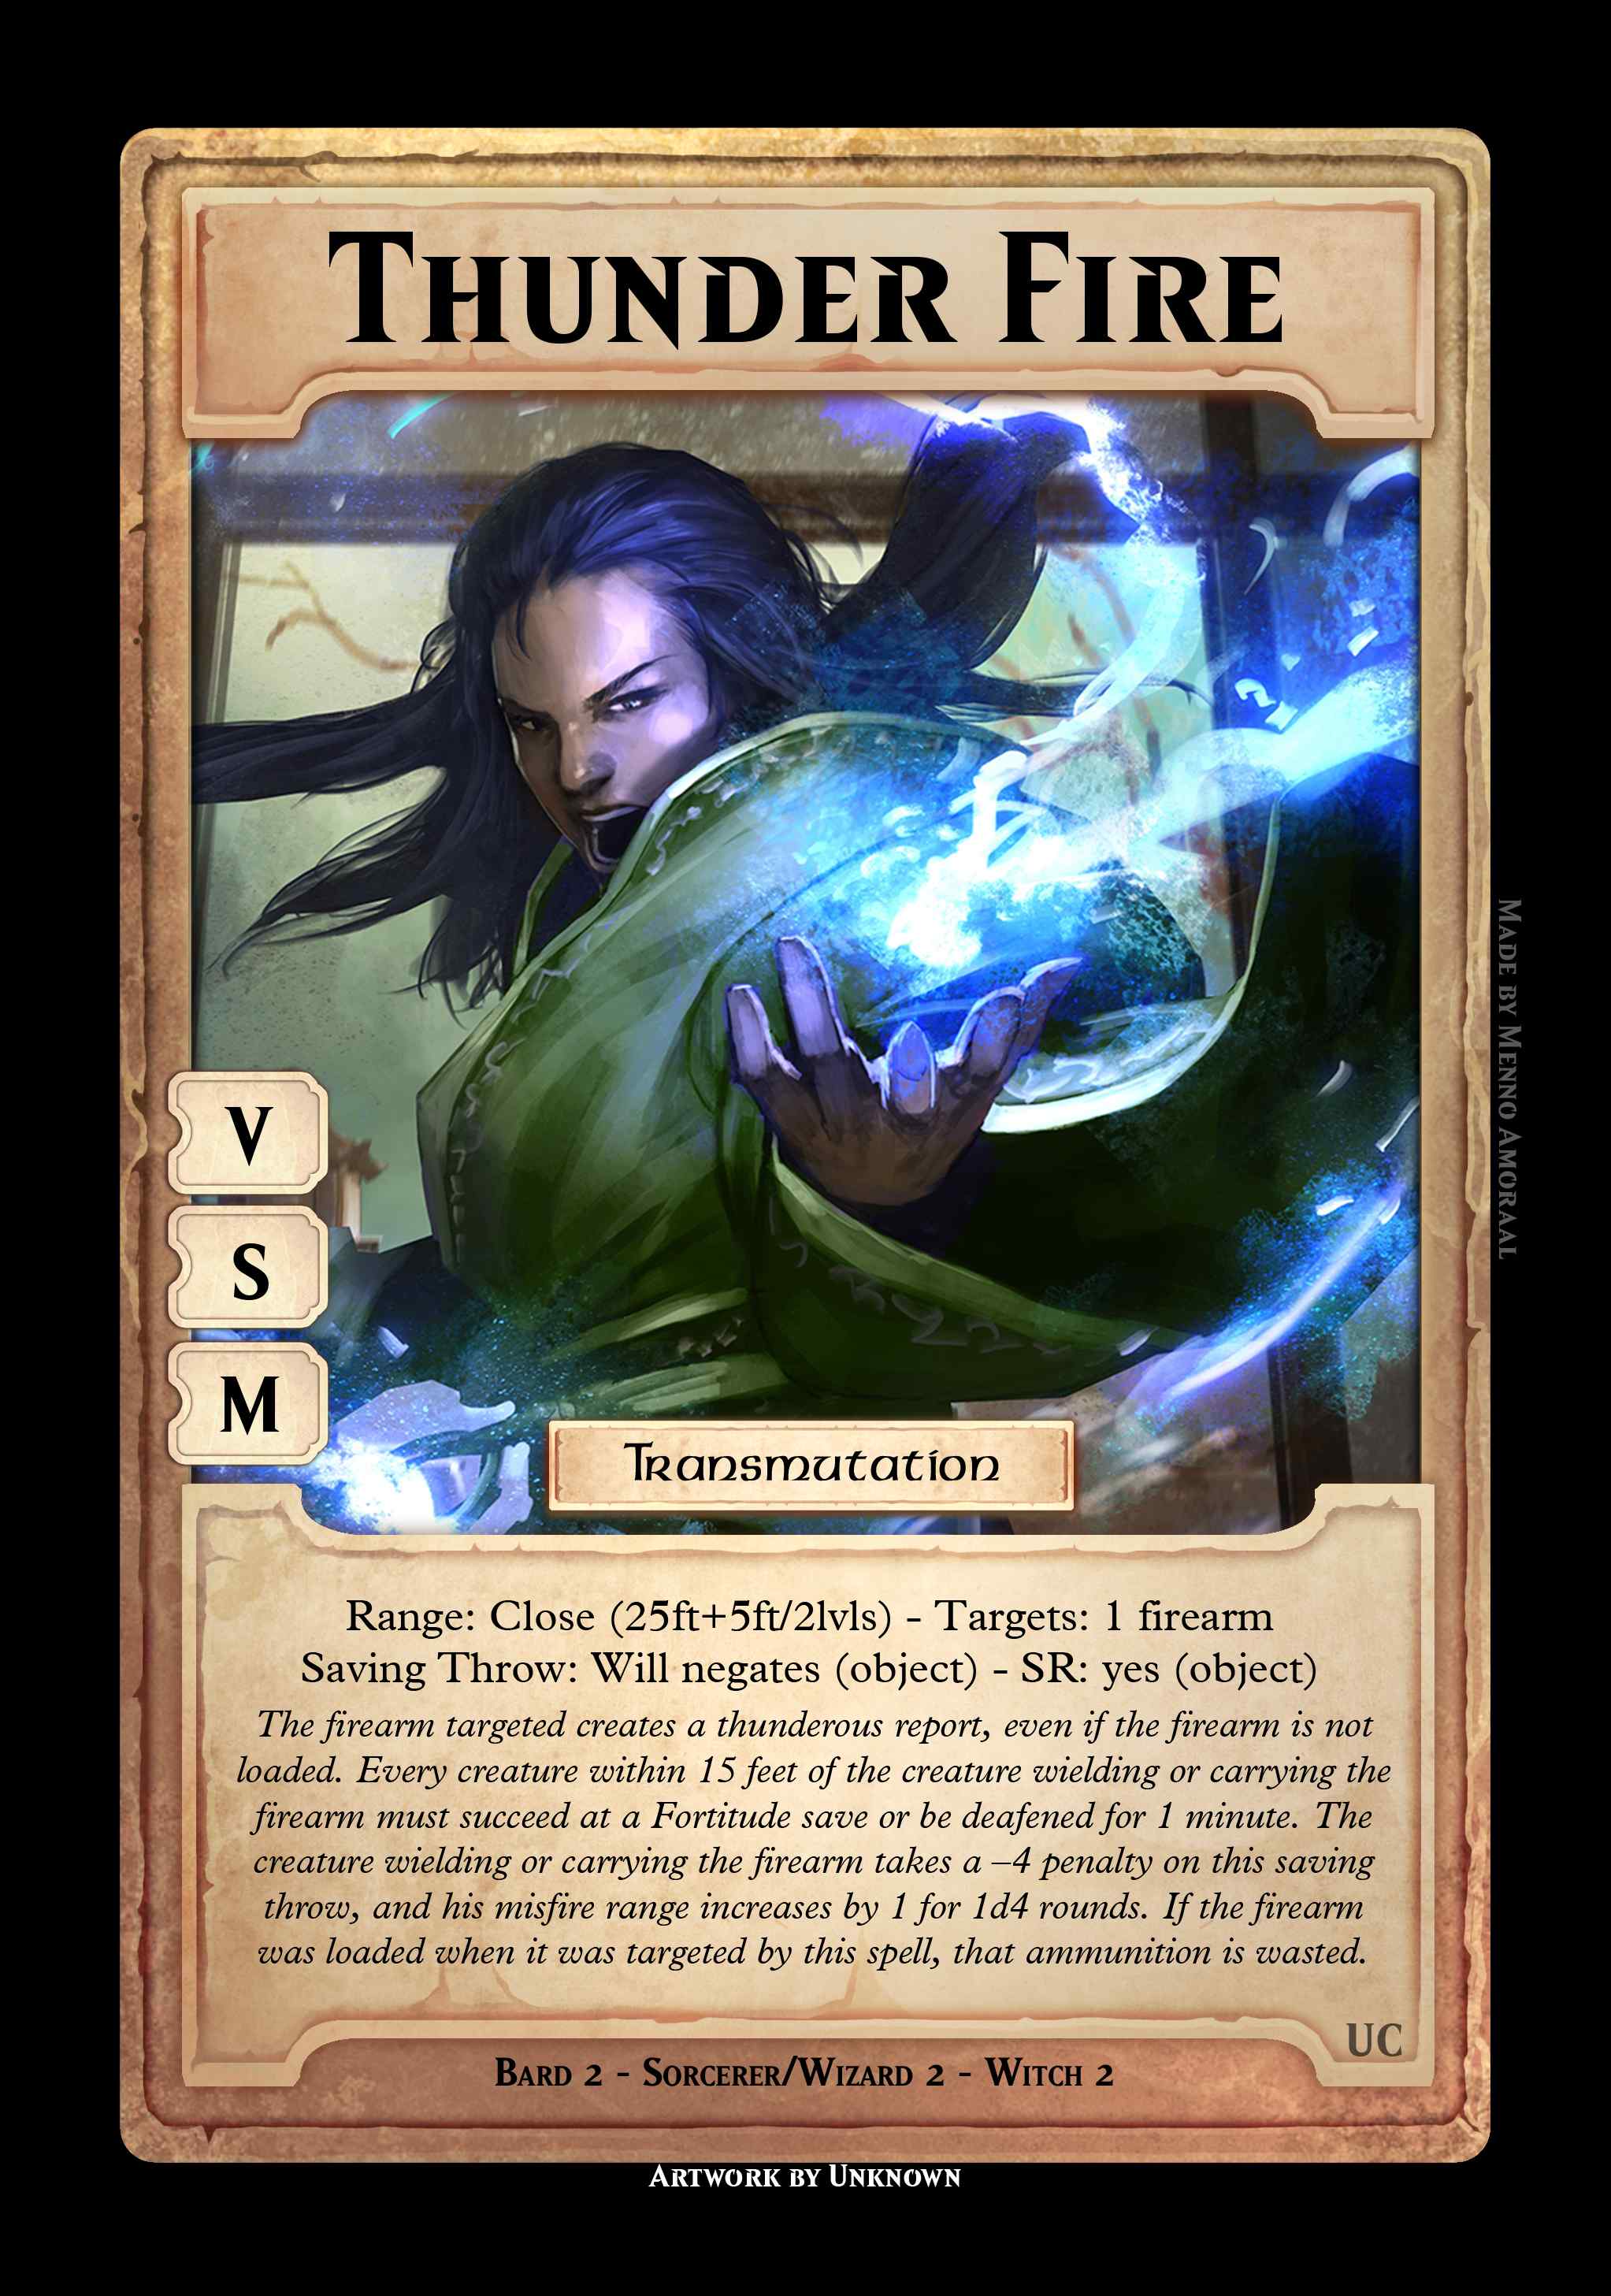 Thunder Fire
V
S
M
Transmutation
Range: Close (25ft+5ft/2lvls) - Targets: 1 firearm
Saving Throw: Will negates (object) - SR: yes (object)
The firearm targeted creates a thunderous report, even if the firearm is not
loaded. Every creature within 15 feet of the creature wielding or carrying the
firearm must succeed at a Fortitude save or be deafened for 1 minute. The
creature wielding or carrying the firearm takes a –4 penalty on this saving
throw, and his misfire range increases by 1 for 1d4 rounds. If the firearm
was loaded when it was targeted by this spell, that ammunition is wasted.
UC
Bard 2 - Sorcerer/Wizard 2 - Witch 2
Artwork by Unknown
Made by Menno Amoraal